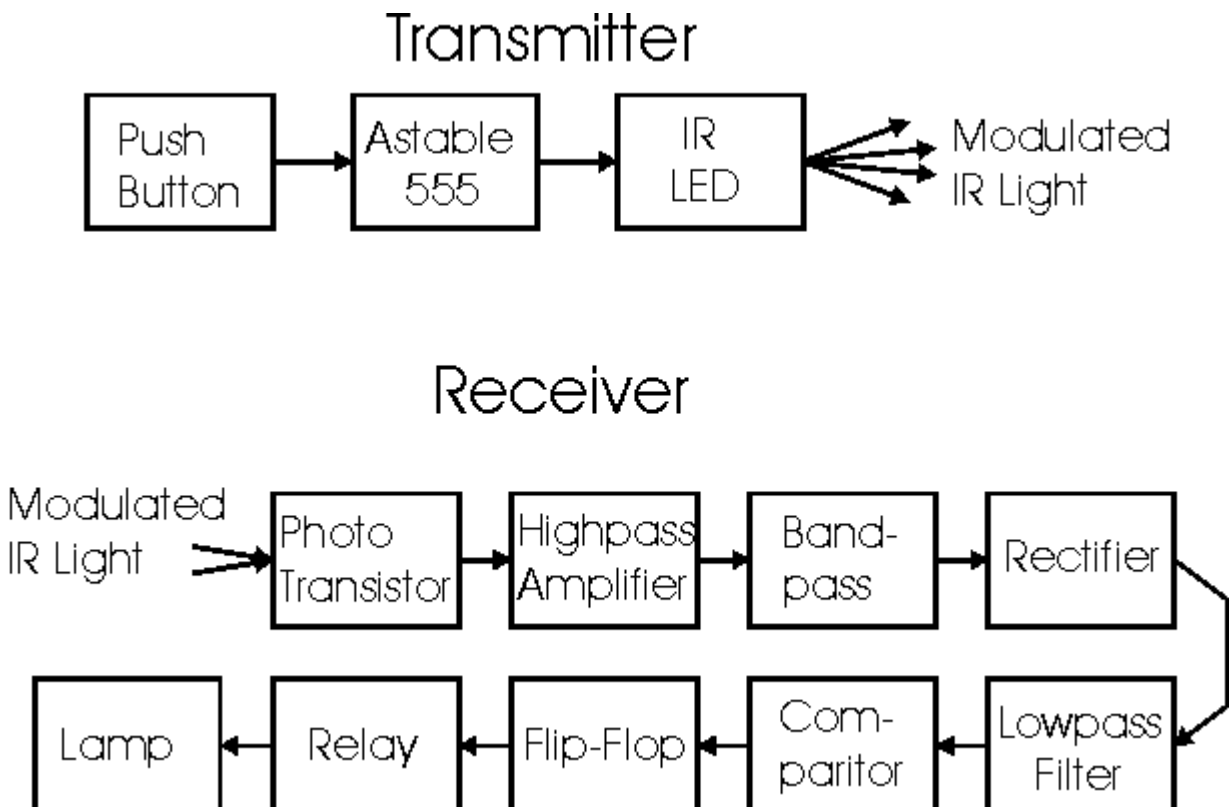 Transmitter
Push
Button
Astable
555
IR
LED
Modulated
IR Light
Receiver
Modulated
IR Light
Photo
Transistor
Highpass
Amplifier
Band-
pass
Rectifier
Lowpass
Filter
Com-
paritor
Flip-Flop
Relay
Lamp